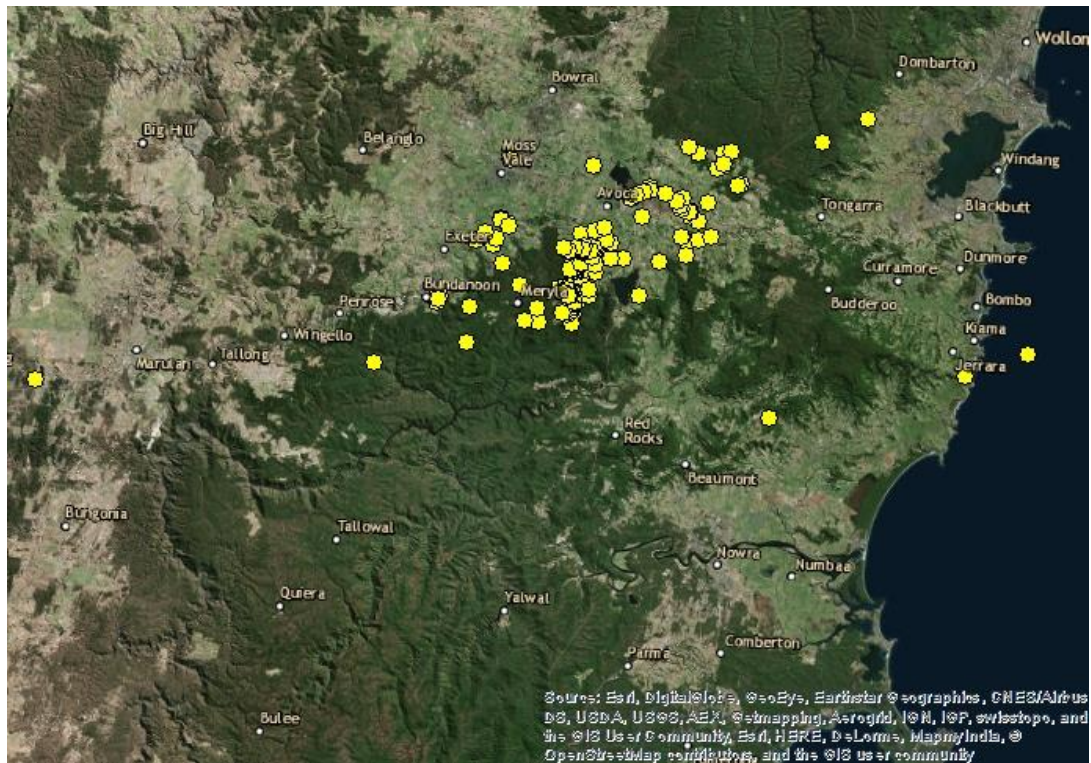 Wollon
Dombarton
Bowral
Big Hill
Belanglo
Moss
Vale
Windang
Avoca
Tongarra
Blackbutt
Exeter
Dunmore
Curramore
Bundanoon
Meryla
Budderoo
Bombo
Penrose
Wingello
Kiama
Marulan
Tallong
Jerrara
g
Red
Rocks
Beaumont
Bungonia
Tallowal
Nowra
Numbaa
Quiera
Yalwal
Comberton
Parma
Bulee
Source: Esri, DigitalGlobe, GeoEye, Earthstar Geographics, CNES/Airbus
DS, USDA, USGS, AEX, Getmapping, Aerogrid, IGN, IGP, swisstopo, and
the GIS User Community, Esri, HERE, DeLorme, MapmyIndia, ©
OpenStreetMap contributors, and the GIS user community